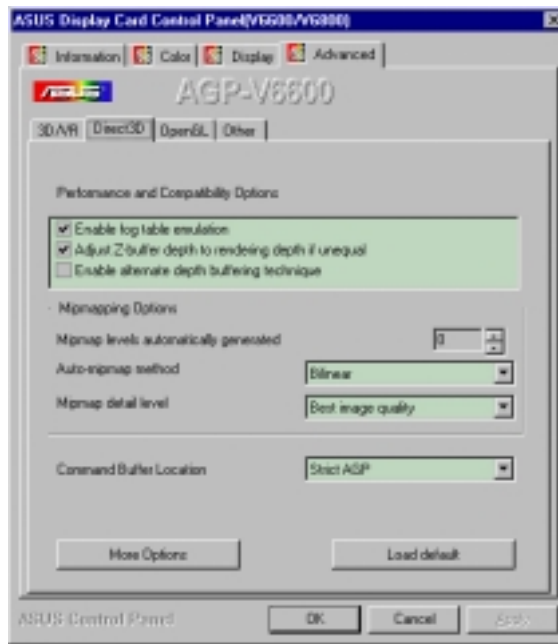 ASUS Display Card Control Panel(V6600/V6800)
Information Color Display Advanced
ASUS AGP-V6600
3D A/R Direct3D OpenGL Other
Performance and Compatibility Options
Enable fog table emulation
Adjust Z-buffer depth to rendering depth if unequal
Enable alternate depth buffering technique
Mipmapping Options
Mipmap levels automatically generated 0
Auto-mipmap method Bilinear
Mipmap detail level Best image quality
Command Buffer Location Strict AGP
More Options Load default
ASUS Control Panel OK Cancel Apply